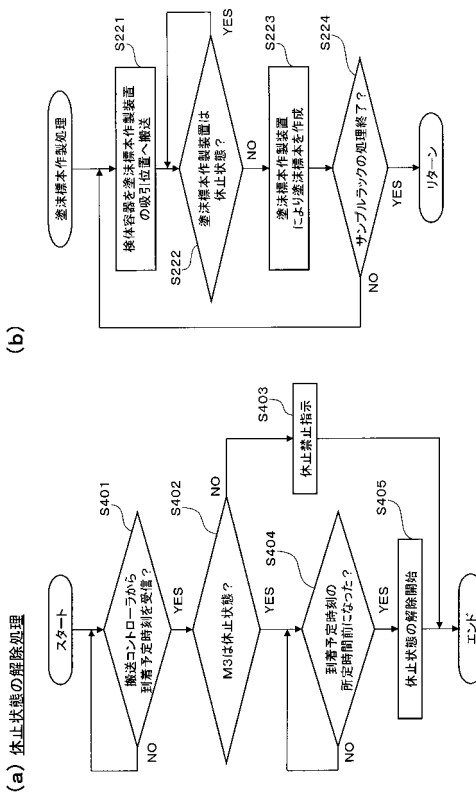 (a) 休止状態の解除処理
スタート
S401
搬送コントローラから
到着予定時刻を受信?
NO
YES
S402
M3は休止状態?
NO
YES
S403
休止禁止指示
S404
到着予定時刻の
所定時間前になった?
NO
YES
S405
休止状態の解除開始
エンド
(b)
塗沫標本作製処理
S221
検体容器を塗沫標本作製装置
の吸引位置へ搬送
S222
塗沫標本作製装置は
休止状態?
YES
NO
S223
塗沫標本作製装置
により塗沫標本を作成
S224
サンプルラックの処理終了?
NO
YES
リターン